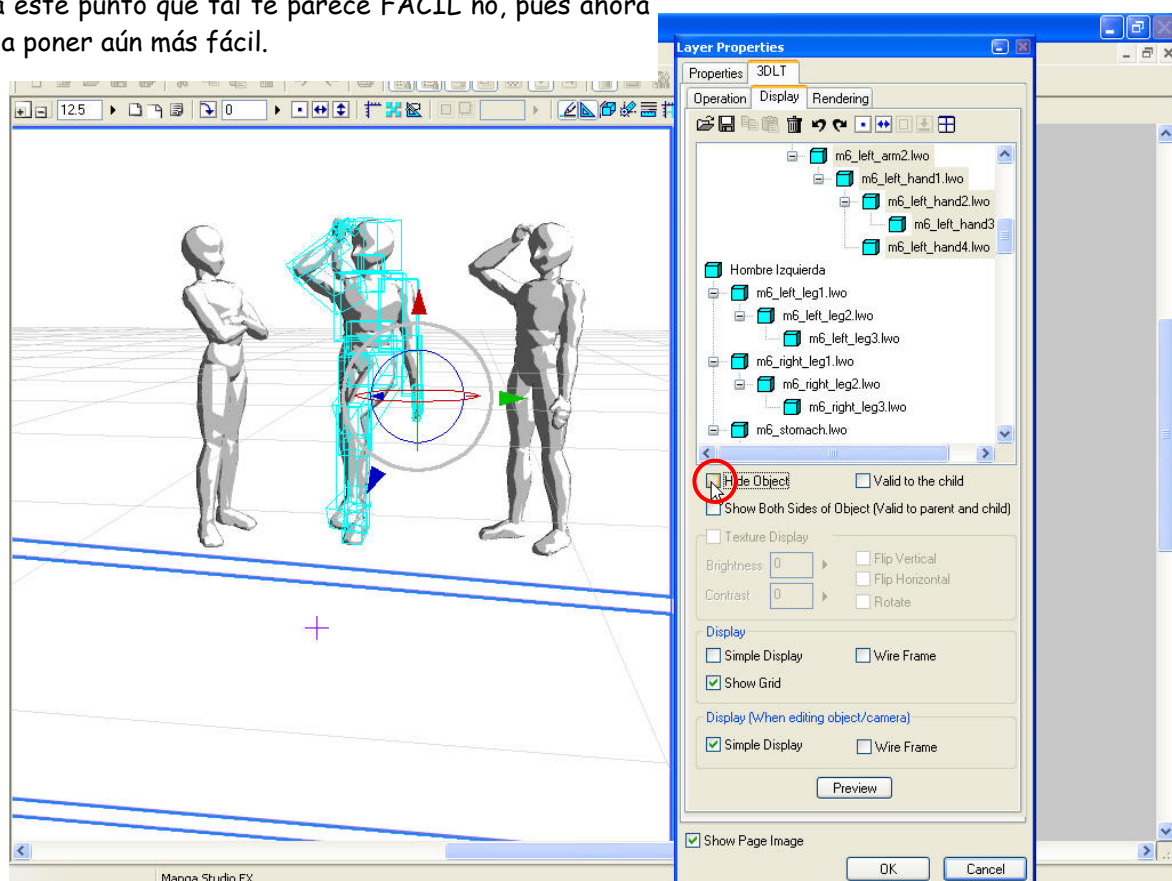 a este punto que tal te parece FÁCIL no, pues ahora
a poner aún más fácil.
Layer Properties
Properties 3DLT
Operation Display Rendering
12.5 0
m6_left_arm2.lwo
m6_left_hand1.lwo
m6_left_hand2.lwo
m6_left_hand3
m6_left_hand4.lwo
Hombre Izquierda
m6_left_leg1.lwo
m6_left_leg2.lwo
m6_left_leg3.lwo
m6_right_leg1.lwo
m6_right_leg2.lwo
m6_right_leg3.lwo
m6_stomach.lwo
Hide Object Valid to the child
Show Both Sides of Object (Valid to parent and child)
Texture Display
Brightness 0 Flip Vertical
Flip Horizontal
Contrast 0 Rotate
Display
Simple Display Wire Frame
Show Grid
Display (When editing object/camera)
Simple Display Wire Frame
Preview
Show Page Image
OK Cancel
Manga Studio EX